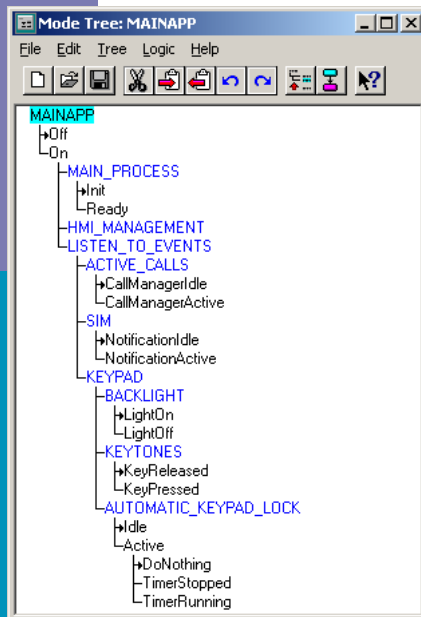 Mode Tree: MAINAPP
File Edit Tree Logic Help
MAINAPP
Off
On
MAIN_PROCESS
Init
Ready
HMI_MANAGEMENT
LISTEN_TO_EVENTS
ACTIVE_CALLS
CallManagerIdle
CallManagerActive
SIM
NotificationIdle
NotificationActive
KEYPAD
BACKLIGHT
LightOn
LightOff
KEYTONES
KeyReleased
KeyPressed
AUTOMATIC_KEYPAD_LOCK
Idle
Active
DoNothing
TimerStopped
TimerRunning